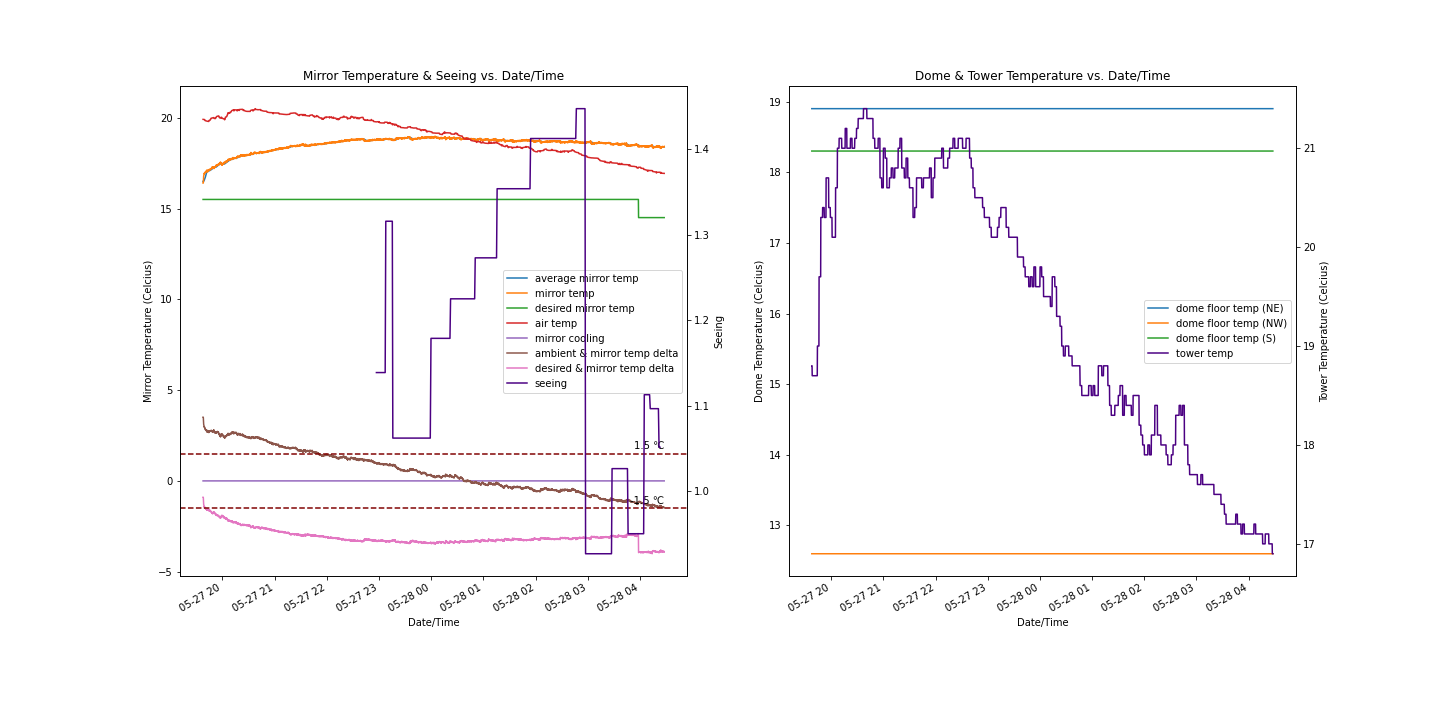 Mirror Temperature & Seeing vs. Date/Time
Mirror Temperature (Celcius)
20
15
10
5
0
−5
1.4
1.3
1.2
1.1
1.0
Seeing
average mirror temp
mirror temp
desired mirror temp
air temp
mirror cooling
ambient & mirror temp delta
desired & mirror temp delta
seeing
1.5 °C
-1.5 °C
05-27 20
05-27 21
05-27 22
05-27 23
05-28 00
05-28 01
05-28 02
05-28 03
05-28 04
Date/Time
Dome & Tower Temperature vs. Date/Time
Dome Temperature (Celcius)
19
18
17
16
15
14
13
21
20
19
18
17
Tower Temperature (Celcius)
dome floor temp (NE)
dome floor temp (NW)
dome floor temp (S)
tower temp
05-27 20
05-27 21
05-27 22
05-27 23
05-28 00
05-28 01
05-28 02
05-28 03
05-28 04
Date/Time